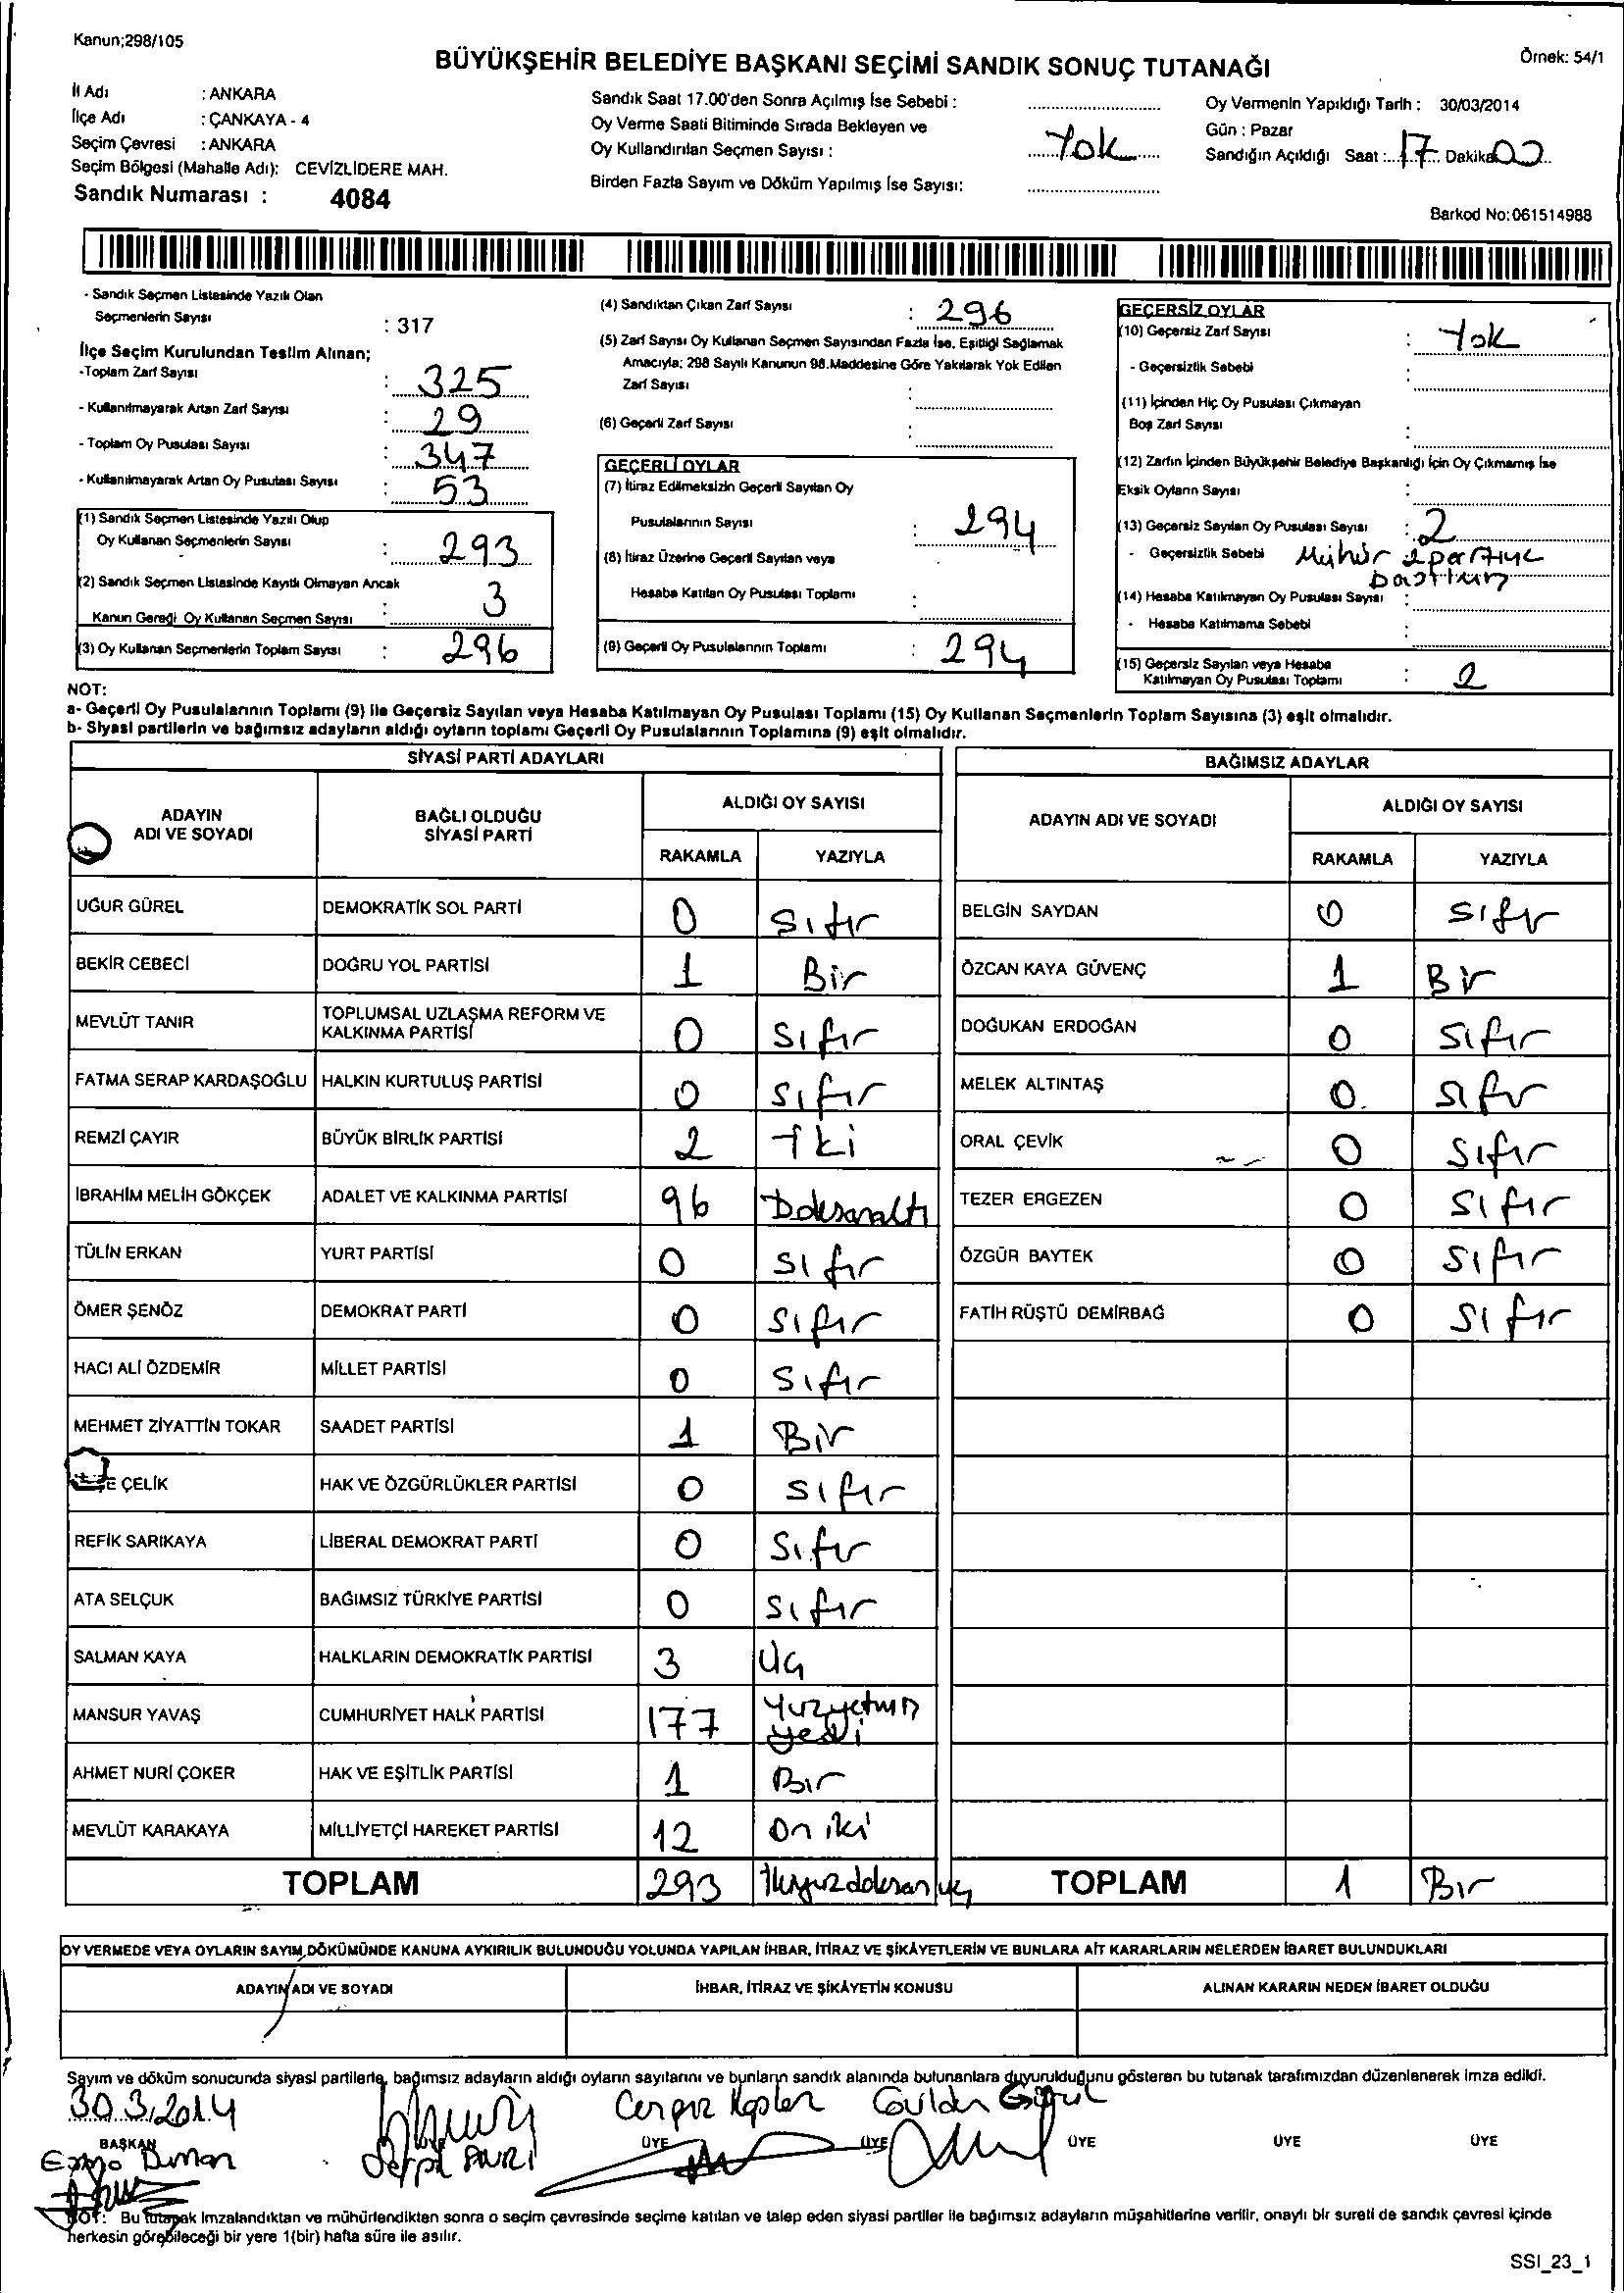 Kanun;298/105
Örnek: 54/1
BÜYÜKŞEHİR BELEDİYE BAŞKANI SEÇİMİ SANDIK SONUÇ TUTANAĞI
İl Adı : ANKARA
İlçe Adı : ÇANKAYA - 4
Seçim Çevresi : ANKARA
Seçim Bölgesi (Mahalle Adı): CEVİZLİDERE MAH.
Sandık Numarası : 4084
Sandık Saat 17.00'den Sonra Açılmış İse Sebebi :
Oy Verme Saati Bitiminde Sırada Bekleyen ve
Oy Kullandırılan Seçmen Sayısı : Yok
Birden Fazla Sayım ve Döküm Yapılmış İse Sayısı:
Oy Vermenin Yapıldığı Tarih : 30/03/2014
Gün : Pazar
Sandığın Açıldığı Saat : 17 Dakika 00
Barkod No:061514988
- Sandık Seçmen Listesinde Yazılı Olan
Seçmenlerin Sayısı : 317
İlçe Seçim Kurulundan Teslim Alınan;
-Toplam Zarf Sayısı : 325
- Kullanılmayarak Artan Zarf Sayısı : 29
- Toplam Oy Pusulası Sayısı : 347
- Kullanılmayarak Artan Oy Pusulası Sayısı : 53
(1) Sandık Seçmen Listesinde Yazılı Olup
Oy Kullanan Seçmenlerin Sayısı : 293
(2) Sandık Seçmen Listesinde Kayıtlı Olmayan Ancak
Kanun Gereği Oy Kullanan Seçmen Sayısı : 3
(3) Oy Kullanan Seçmenlerin Toplam Sayısı : 296
(4) Sandıktan Çıkan Zarf Sayısı : 296
(5) Zarf Sayısı Oy Kullanan Seçmen Sayısından Fazla İse, Eşitliği Sağlamak
Amacıyla; 298 Sayılı Kanunun 98.Maddesine Göre Yakılarak Yok Edilen
Zarf Sayısı :
(6) Geçerli Zarf Sayısı :
GEÇERLİ OYLAR
(7) İtiraz Edilmeksizin Geçerli Sayılan Oy
Pusulalarının Sayısı : 294
(8) İtiraz Üzerine Geçerli Sayılan veya
Hesaba Katılan Oy Pusulası Toplamı :
(9) Geçerli Oy Pusulalarının Toplamı : 294
GEÇERSİZ OYLAR
(10) Geçersiz Zarf Sayısı : Yok
- Geçersizlik Sebebi :
(11) İçinden Hiç Oy Pusulası Çıkmayan
Boş Zarf Sayısı :
(12) Zarfın İçinden Büyükşehir Belediye Başkanlığı İçin Oy Çıkmamış İse
Eksik Oyların Sayısı :
(13) Geçersiz Sayılan Oy Pusulası Sayısı : 2
- Geçersizlik Sebebi Mühür 2 partiye
(14) Hesaba Katılmayan Oy Pusulası Sayısı :
- Hesaba Katılmama Sebebi :
(15) Geçersiz Sayılan veya Hesaba
Katılmayan Oy Pusulası Toplamı : 2
NOT:
a- Geçerli Oy Pusulalarının Toplamı (9) ile Geçersiz Sayılan veya Hesaba Katılmayan Oy Pusulası Toplamı (15) Oy Kullanan Seçmenlerin Toplam Sayısına (3) eşit olmalıdır.
b- Siyasi partilerin ve bağımsız adayların aldığı oyların toplamı Geçerli Oy Pusulalarının Toplamına (9) eşit olmalıdır.
SİYASİ PARTİ ADAYLARI
ADAYIN ADI VE SOYADI BAĞLI OLDUĞU SİYASİ PARTİ ALDIĞI OY SAYISI
RAKAMLA YAZIYLA
UĞUR GÜREL DEMOKRATİK SOL PARTİ 0 Sıfır
BEKİR CEBECİ DOĞRU YOL PARTİSİ 1 Bir
MEVLÜT TANIR TOPLUMSAL UZLAŞMA REFORM VE KALKINMA PARTİSİ 0 Sıfır
FATMA SERAP KARDAŞOĞLU HALKIN KURTULUŞ PARTİSİ 0 Sıfır
REMZİ ÇAYIR BÜYÜK BİRLİK PARTİSİ 2 İki
İBRAHİM MELİH GÖKÇEK ADALET VE KALKINMA PARTİSİ 96 Doksanaltı
TÜLİN ERKAN YURT PARTİSİ 0 Sıfır
ÖMER ŞENÖZ DEMOKRAT PARTİ 0 Sıfır
HACI ALİ ÖZDEMİR MİLLET PARTİSİ 0 Sıfır
MEHMET ZİYATTİN TOKAR SAADET PARTİSİ 1 Bir
ÇELİK HAK VE ÖZGÜRLÜKLER PARTİSİ 0 Sıfır
REFİK SARIKAYA LİBERAL DEMOKRAT PARTİ 0 Sıfır
ATA SELÇUK BAĞIMSIZ TÜRKİYE PARTİSİ 0 Sıfır
SALMAN KAYA HALKLARIN DEMOKRATİK PARTİSİ 3 Üç
MANSUR YAVAŞ CUMHURİYET HALK PARTİSİ 177 Yüzyetmiş yedi
AHMET NURİ ÇOKER HAK VE EŞİTLİK PARTİSİ 1 Bir
MEVLÜT KARAKAYA MİLLİYETÇİ HAREKET PARTİSİ 12 On iki
TOPLAM 293 İkiyüzdoksanüç
BAĞIMSIZ ADAYLAR
ADAYIN ADI VE SOYADI ALDIĞI OY SAYISI
RAKAMLA YAZIYLA
BELGİN SAYDAN 0 Sıfır
ÖZCAN KAYA GÜVENÇ 1 Bir
DOĞUKAN ERDOĞAN 0 Sıfır
MELEK ALTINTAŞ 0 Sıfır
ORAL ÇEVİK 0 Sıfır
TEZER ERGEZEN 0 Sıfır
ÖZGÜR BAYTEK 0 Sıfır
FATİH RÜŞTÜ DEMİRBAĞ 0 Sıfır
TOPLAM 1 Bir
OY VERMEDE VEYA OYLARIN SAYIM,DÖKÜMÜNDE KANUNA AYKIRILIK BULUNDUĞU YOLUNDA YAPILAN İHBAR, İTİRAZ VE ŞİKÂYETLERİN VE BUNLARA AİT KARARLARIN NELERDEN İBARET BULUNDUKLARI
ADAYIN ADI VE SOYADI İHBAR, İTİRAZ VE ŞİKÂYETİN KONUSU ALINAN KARARIN NEDEN İBARET OLDUĞU
Sayım ve döküm sonucunda siyasi partilerle, bağımsız adayların aldığı oyların sayılarını ve bunların sandık alanında bulunanlara duyurulduğunu gösteren bu tutanak tarafımızdan düzenlenerek imza edildi.
30.3.2014
BAŞKAN ÜYE ÜYE ÜYE ÜYE ÜYE
NOT: Bu tutanak imzalandıktan ve mühürlendikten sonra o seçim çevresinde seçime katılan ve talep eden siyasi partiler ile bağımsız adayların müşahitlerine verilir, onaylı bir sureti de sandık çevresi içinde
herkesin görebileceği bir yere 1(bir) hafta süre ile asılır.
SSI_23_1